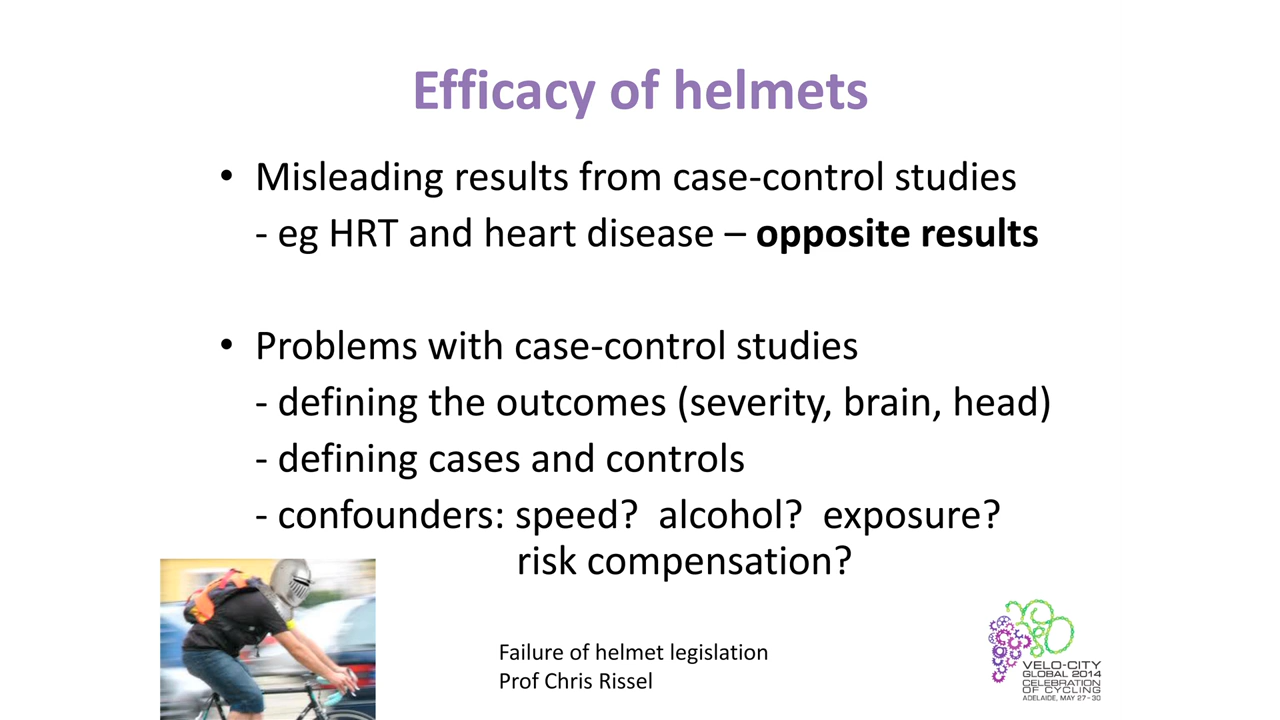 Efficacy of helmets
• Misleading results from case-control studies
- eg HRT and heart disease – opposite results
• Problems with case-control studies
- defining the outcomes (severity, brain, head)
- defining cases and controls
- confounders: speed?  alcohol?  exposure?
risk compensation?
Failure of helmet legislation
Prof Chris Rissel
VELO-CITY
GLOBAL 2014
CELEBRATION
OF CYCLING
ADELAIDE, MAY 27–30